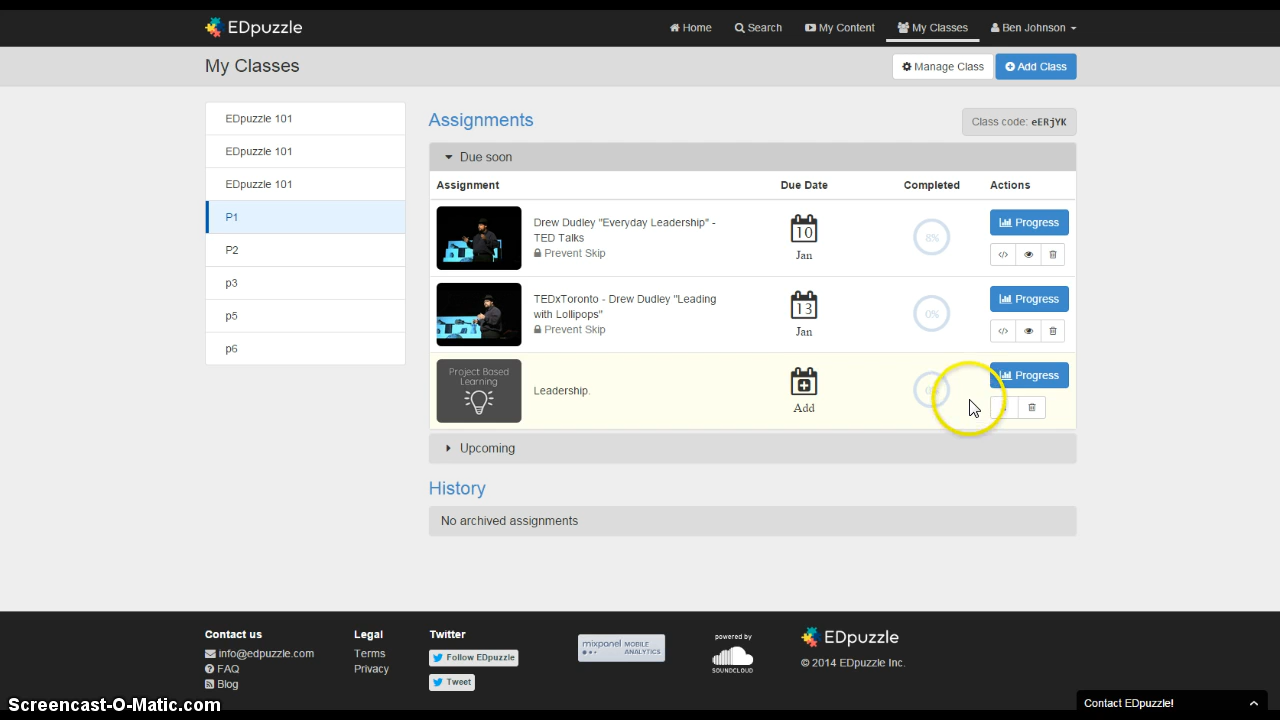 EDpuzzle
Home
Search
My Content
My Classes
Ben Johnson
My Classes
Manage Class
Add Class
EDpuzzle 101
EDpuzzle 101
EDpuzzle 101
P1
P2
p3
p5
p6
Assignments
Class code: eERjYK
Due soon
Assignment
Due Date
Completed
Actions
Drew Dudley "Everyday Leadership" -
TED Talks
Prevent Skip
10
Jan
8%
Progress
TEDxToronto - Drew Dudley "Leading
with Lollipops"
Prevent Skip
13
Jan
0%
Progress
Project Based
Learning
Leadership.
Add
0%
Progress
Upcoming
History
No archived assignments
Contact us
info@edpuzzle.com
FAQ
Blog
Legal
Terms
Privacy
Twitter
Follow EDpuzzle
Tweet
mixpanel MOBILE
ANALYTICS
powered by
SOUNDCLOUD
EDpuzzle
© 2014 EDpuzzle Inc.
Screencast-O-Matic.com
Contact EDpuzzle!